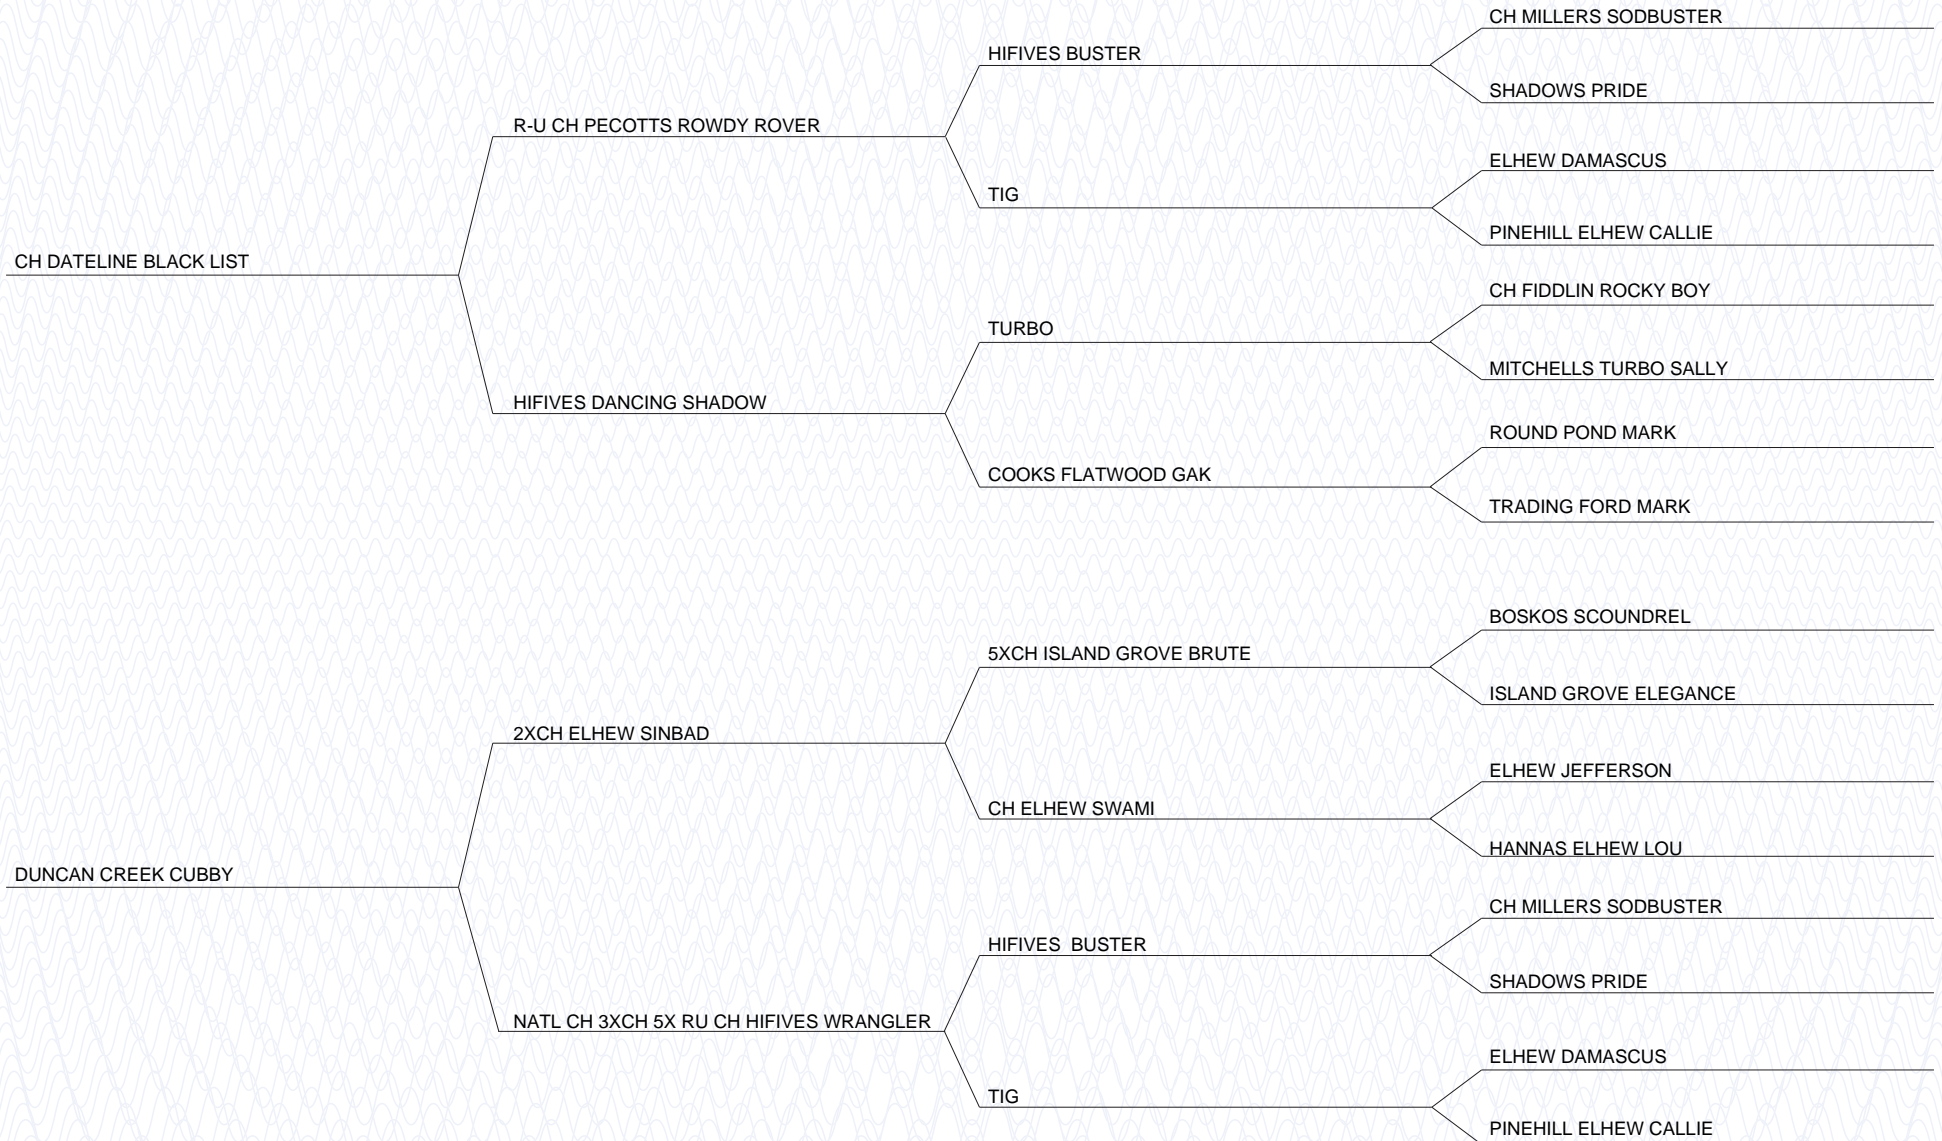 CH MILLERS SODBUSTER
HIFIVES BUSTER
SHADOWS PRIDE
R-U CH PECOTTS ROWDY ROVER
ELHEW DAMASCUS
TIG
PINEHILL ELHEW CALLIE
CH DATELINE BLACK LIST
CH FIDDLIN ROCKY BOY
TURBO
MITCHELLS TURBO SALLY
HIFIVES DANCING SHADOW
ROUND POND MARK
COOKS FLATWOOD GAK
TRADING FORD MARK
BOSKOS SCOUNDREL
5XCH ISLAND GROVE BRUTE
ISLAND GROVE ELEGANCE
2XCH ELHEW SINBAD
ELHEW JEFFERSON
CH ELHEW SWAMI
HANNAS ELHEW LOU
DUNCAN CREEK CUBBY
CH MILLERS SODBUSTER
HIFIVES  BUSTER
SHADOWS PRIDE
NATL CH 3XCH 5X RU CH HIFIVES WRANGLER
ELHEW DAMASCUS
TIG
PINEHILL ELHEW CALLIE